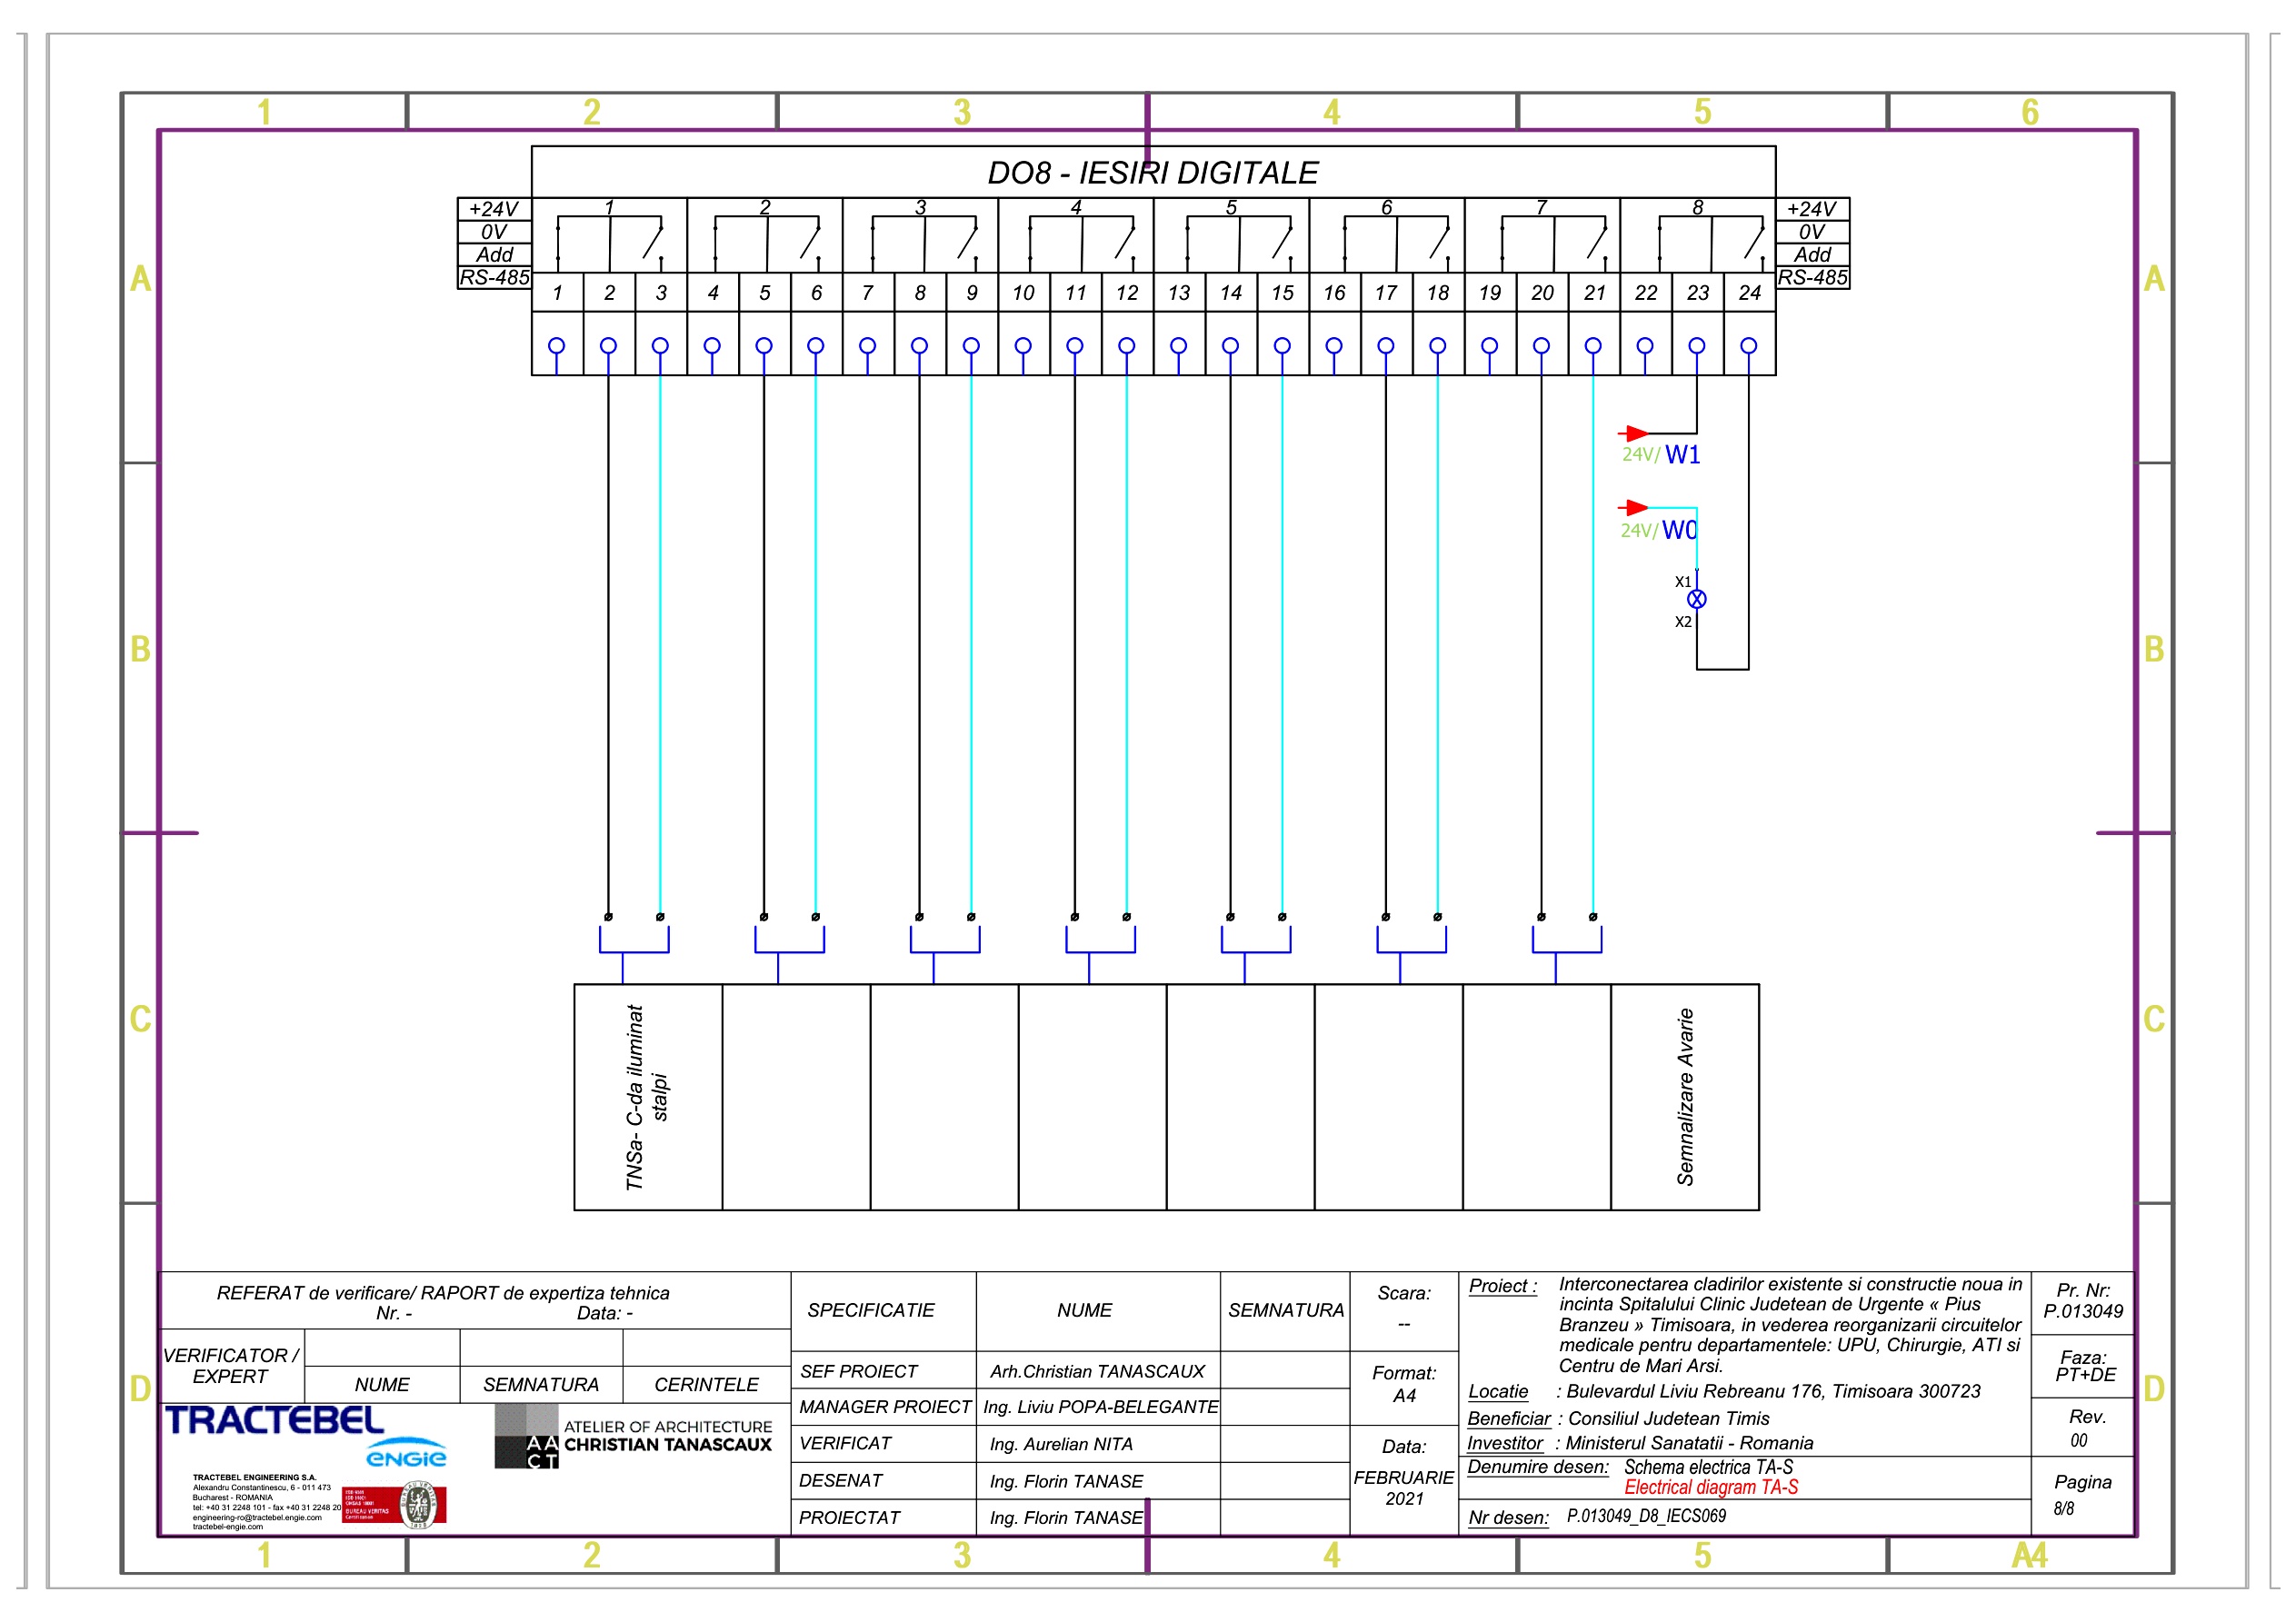 1 2 3 4 5 6
DO8 - IESIRI DIGITALE
+24V 1 2 3 4 5 6 7 8 +24V
0V 0V
Add Add
RS-485 RS-485
1 2 3 4 5 6 7 8 9 10 11 12 13 14 15 16 17 18 19 20 21 22 23 24
A A
24V/ W1
24V/ W0
X1
X2
B B
C C
TNSa- C-da iluminat
stalpi
Semnalizare Avarie
REFERAT de verificare/ RAPORT de expertiza tehnica
Nr. - Data: -
VERIFICATOR /
EXPERT
NUME SEMNATURA CERINTELE
TRACTEBEL
ENGIE
AA
CT
ATELIER OF ARCHITECTURE
CHRISTIAN TANASCAUX
TRACTEBEL ENGINEERING S.A.
Alexandru Constantinescu, 6 - 011 473
Bucharest - ROMANIA
tel: +40 31 2248 101 - fax +40 31 2248 20
engineering-ro@tractebel.engie.com
tractebel-engie.com
BUREAU VERITAS
Certification
SPECIFICATIE NUME SEMNATURA
SEF PROIECT Arh.Christian TANASCAUX
MANAGER PROIECT Ing. Liviu POPA-BELEGANTE
VERIFICAT Ing. Aurelian NITA
DESENAT Ing. Florin TANASE
PROIECTAT Ing. Florin TANASE
Scara:
--
Format:
A4
Data:
FEBRUARIE
2021
Proiect : Interconectarea cladirilor existente si constructie noua in
incinta Spitalului Clinic Judetean de Urgente « Pius
Branzeu » Timisoara, in vederea reorganizarii circuitelor
medicale pentru departamentele: UPU, Chirurgie, ATI si
Centru de Mari Arsi.
Locatie : Bulevardul Liviu Rebreanu 176, Timisoara 300723
Beneficiar : Consiliul Judetean Timis
Investitor : Ministerul Sanatatii - Romania
Denumire desen: Schema electrica TA-S
Electrical diagram TA-S
Nr desen: P.013049_D8_IECS069
Pr. Nr:
P.013049
Faza:
PT+DE
Rev.
00
Pagina
8/8
D D
1 2 3 4 5 A4